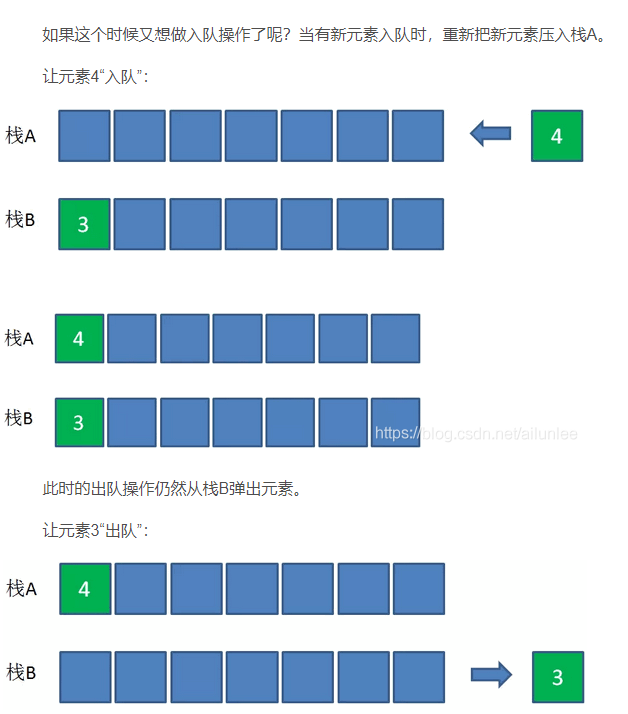 如果这个时候又想做入队操作了呢？当有新元素入队时，重新把新元素压入栈A。
让元素4“入队”：
栈A 4
栈B 3
栈A 4
栈B 3
https://blog.csdn.net/ailunlee
此时的出队操作仍然从栈B弹出元素。
让元素3“出队”：
栈A 4
栈B 3